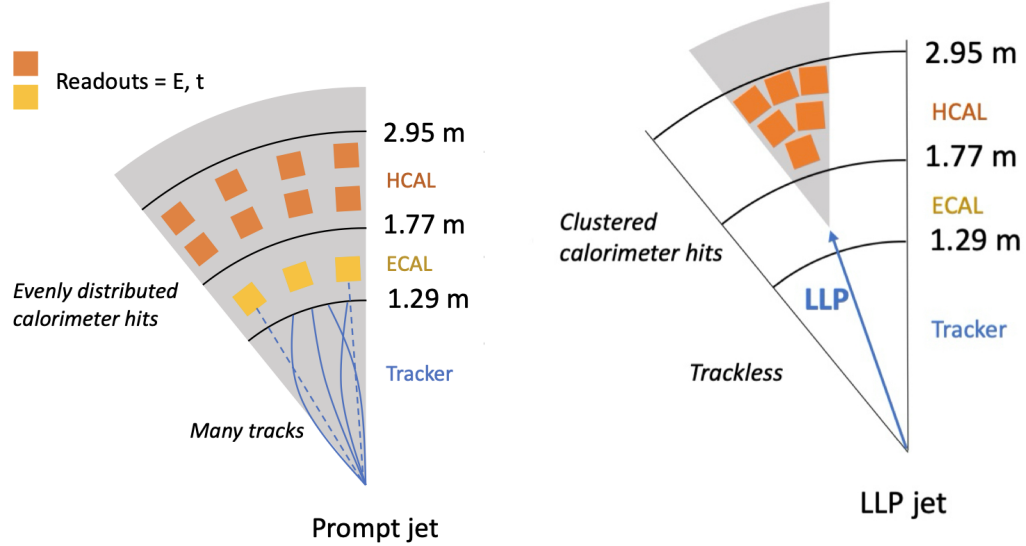 Readouts = E, t
2.95 m
HCAL
1.77 m
ECAL
1.29 m
Evenly distributed
calorimeter hits
Tracker
Many tracks
Prompt jet
2.95 m
HCAL
1.77 m
ECAL
1.29 m
Clustered
calorimeter hits
LLP
Tracker
Trackless
LLP jet